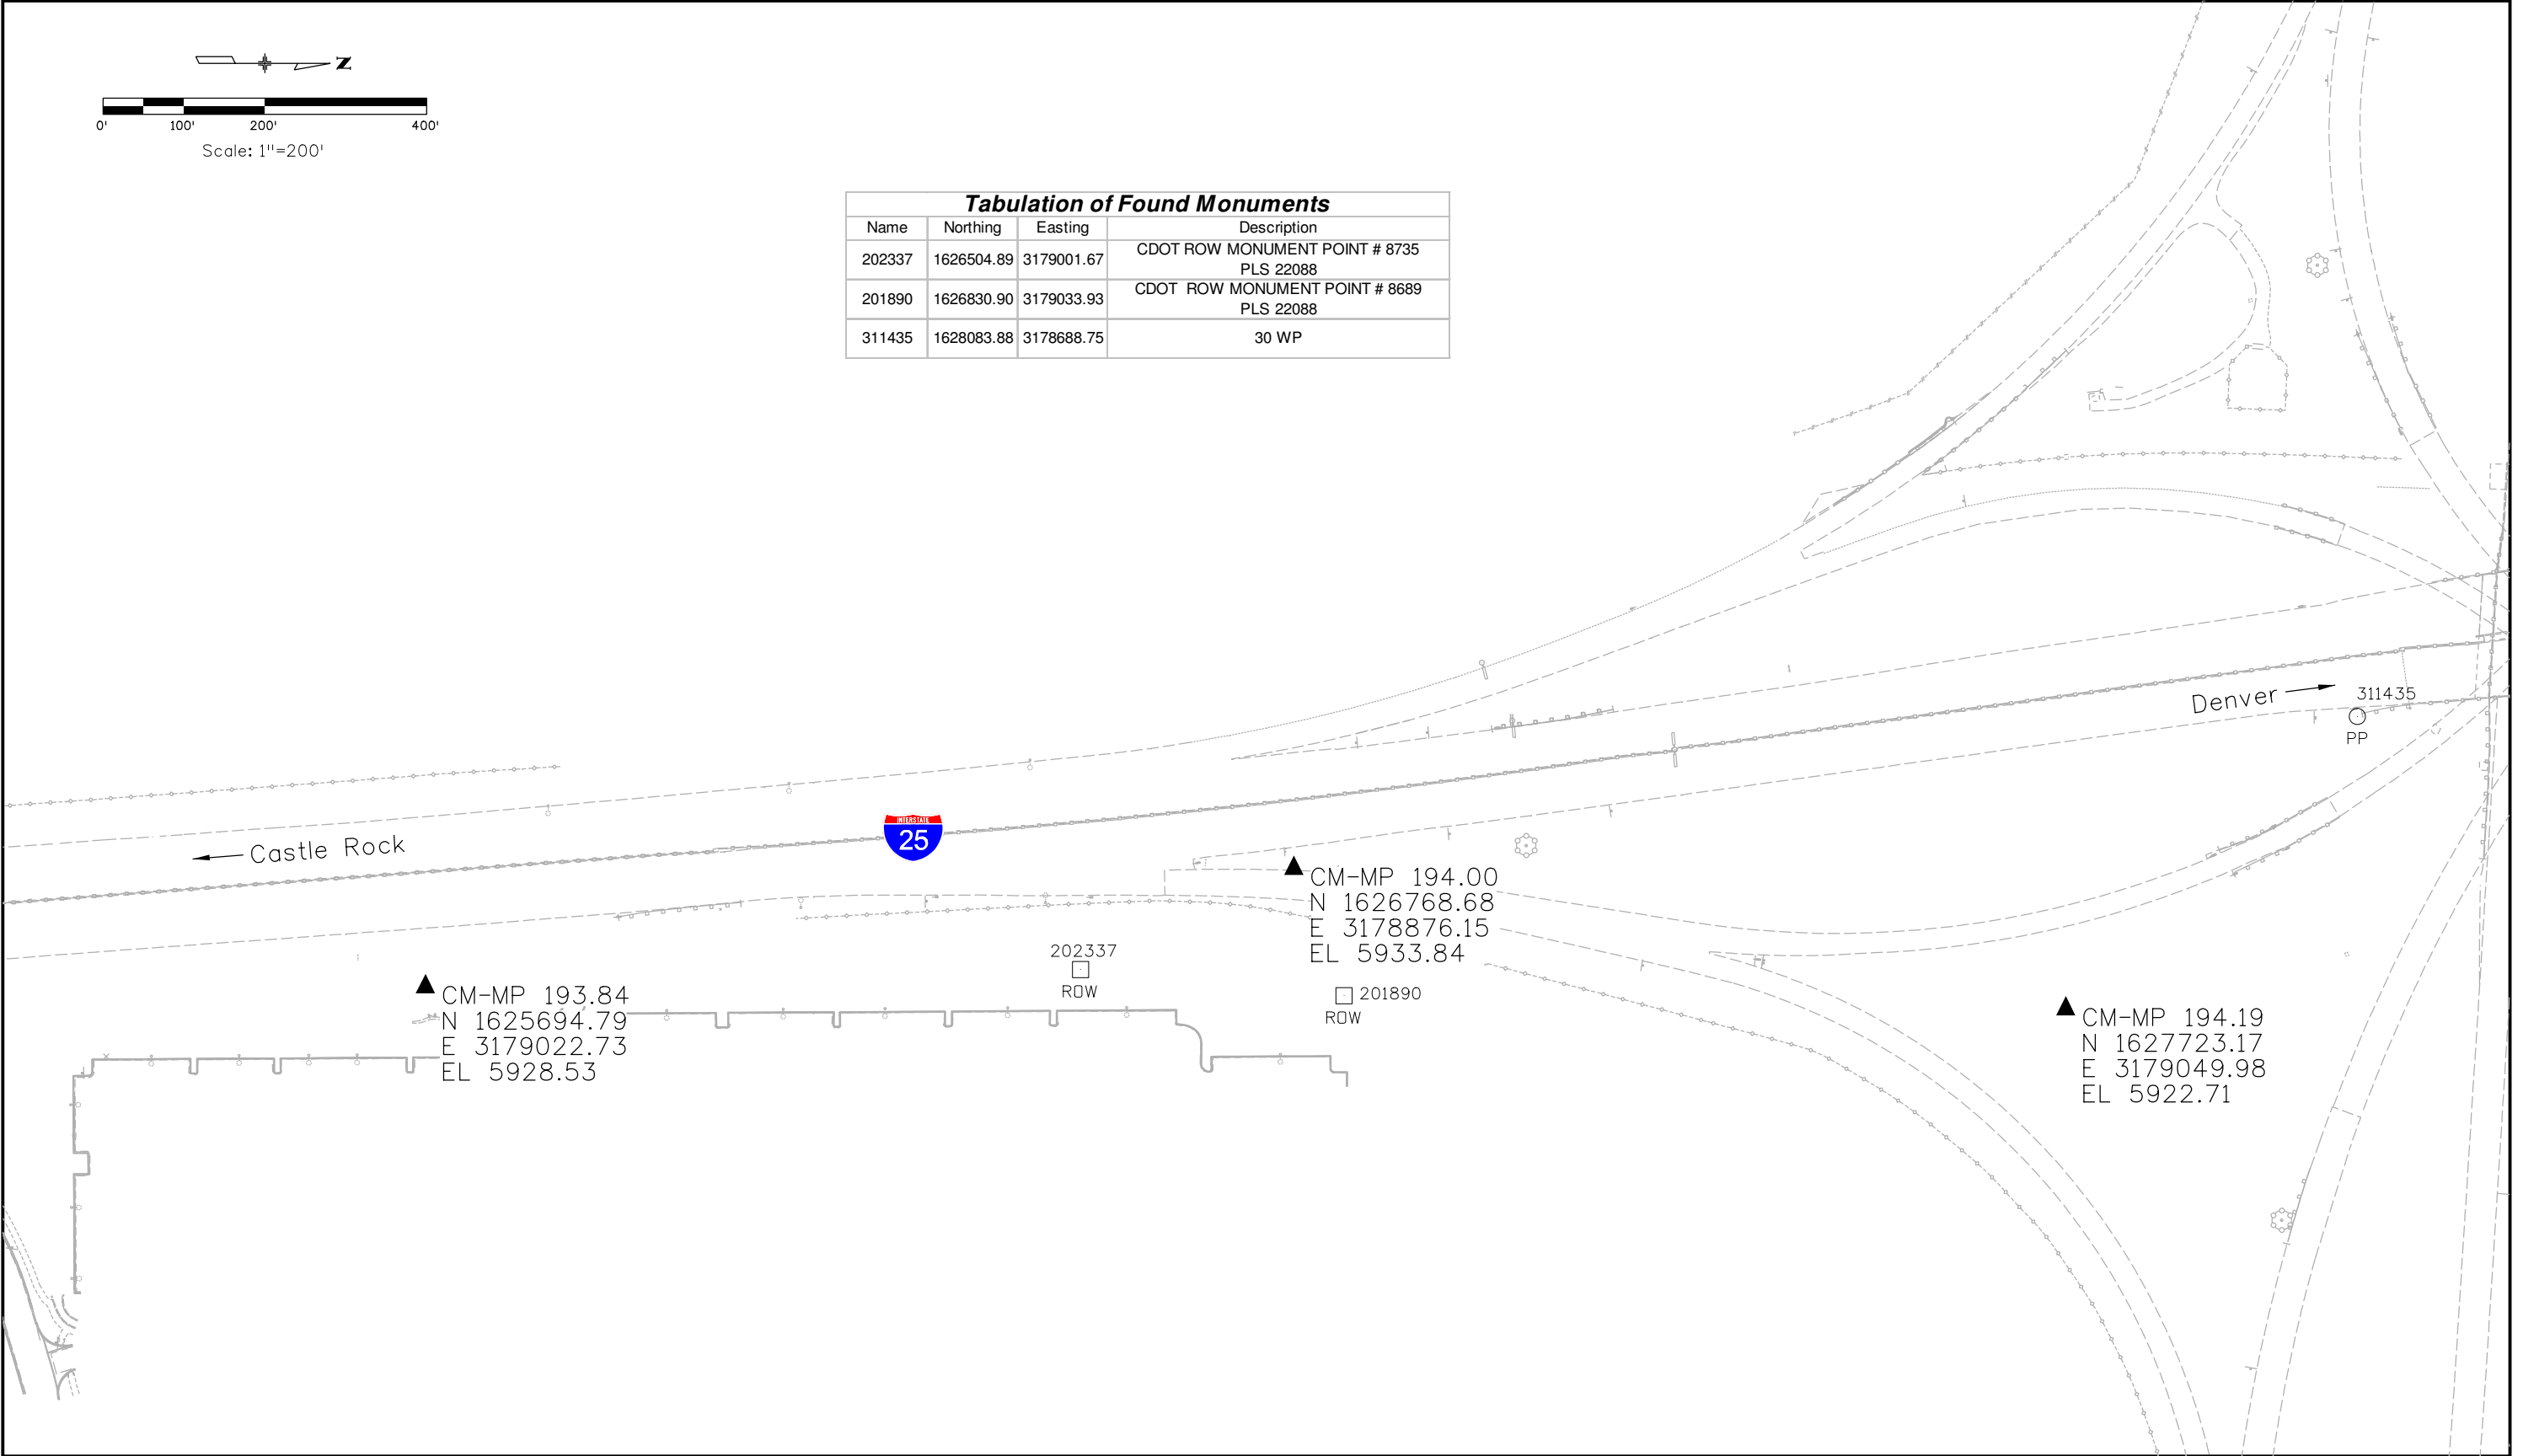 N
0' 100' 200' 400'
Scale: 1"=200'
Tabulation of Found Monuments
Name Northing Easting Description
202337 1626504.89 3179001.67 CDOT ROW MONUMENT POINT # 8735
PLS 22088
201890 1626830.90 3179033.93 CDOT ROW MONUMENT POINT # 8689
PLS 22088
311435 1628083.88 3178688.75 30 WP
Denver
311435
PP
INTERSTATE
25
Castle Rock
CM-MP 194.00
N 1626768.68
E 3178876.15
EL 5933.84
202337
ROW
201890
ROW
CM-MP 193.84
N 1625694.79
E 3179022.73
EL 5928.53
CM-MP 194.19
N 1627723.17
E 3179049.98
EL 5922.71